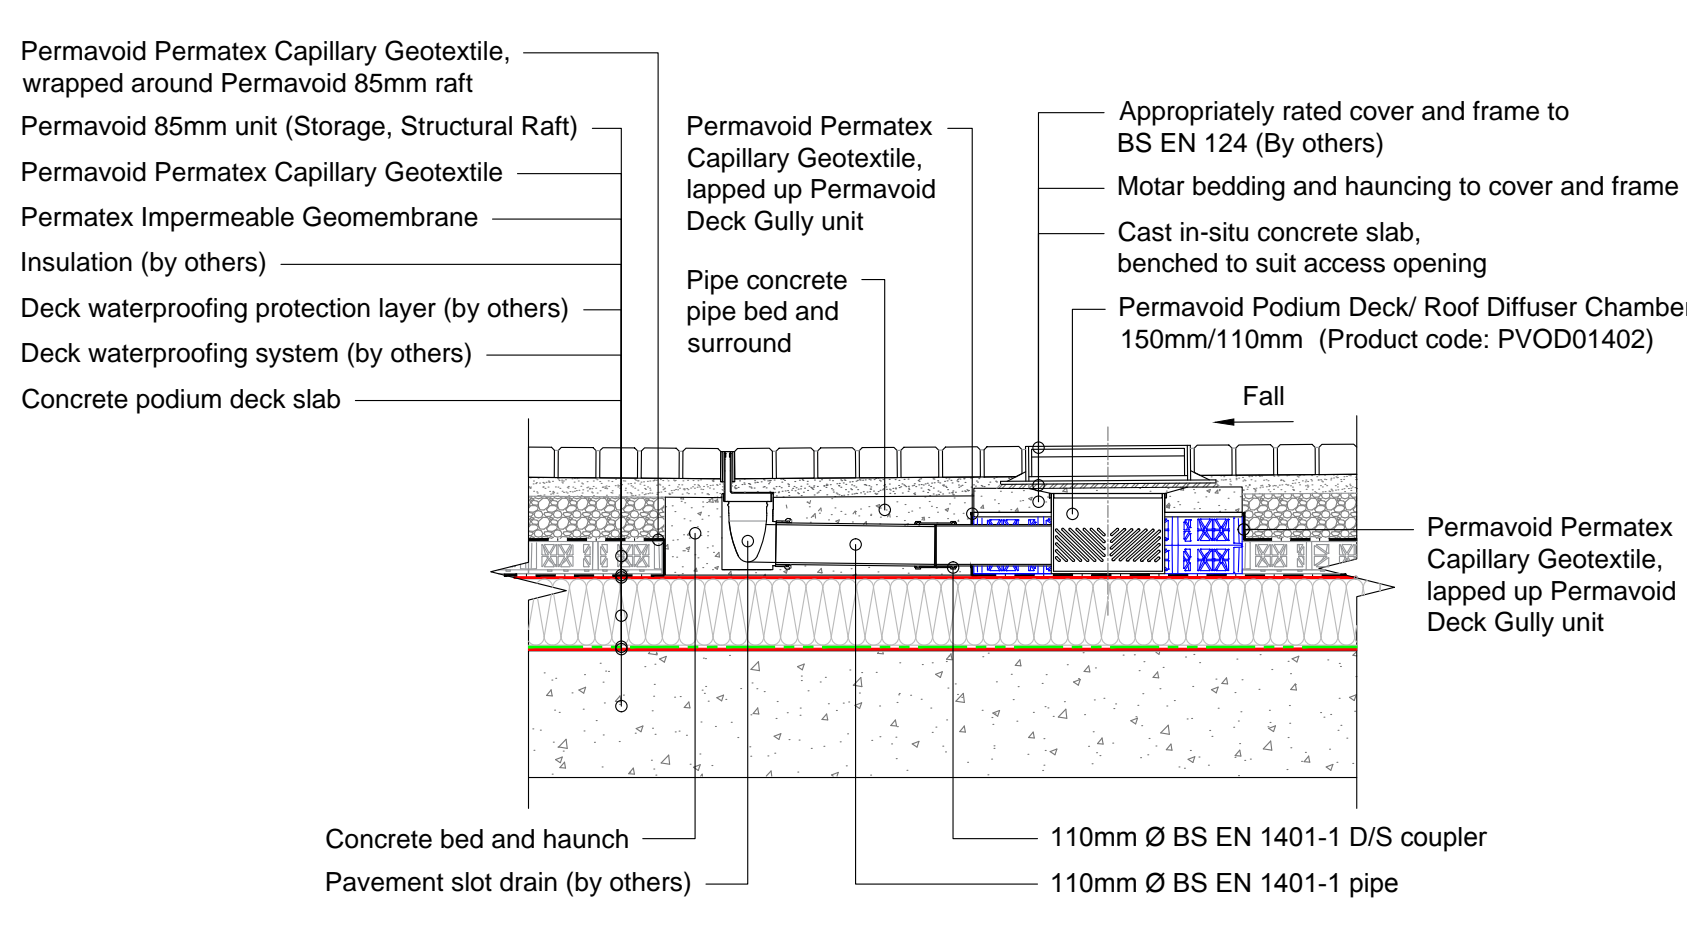 Permavoid Permatex Capillary Geotextile,
wrapped around Permavoid 85mm raft
Permavoid 85mm unit (Storage, Structural Raft)
Permavoid Permatex Capillary Geotextile
Permatex Impermeable Geomembrane
Insulation (by others)
Deck waterproofing protection layer (by others)
Deck waterproofing system (by others)
Concrete podium deck slab
Permavoid Permatex
Capillary Geotextile,
lapped up Permavoid
Deck Gully unit
Pipe concrete
pipe bed and
surround
Appropriately rated cover and frame to
BS EN 124 (By others)
Motar bedding and hauncing to cover and frame
Cast in-situ concrete slab,
benched to suit access opening
Permavoid Podium Deck/ Roof Diffuser Chamber
150mm/110mm (Product code: PVOD01402)
Fall
Permavoid Permatex
Capillary Geotextile,
lapped up Permavoid
Deck Gully unit
Concrete bed and haunch
Pavement slot drain (by others)
110mm Ø BS EN 1401-1 D/S coupler
110mm Ø BS EN 1401-1 pipe